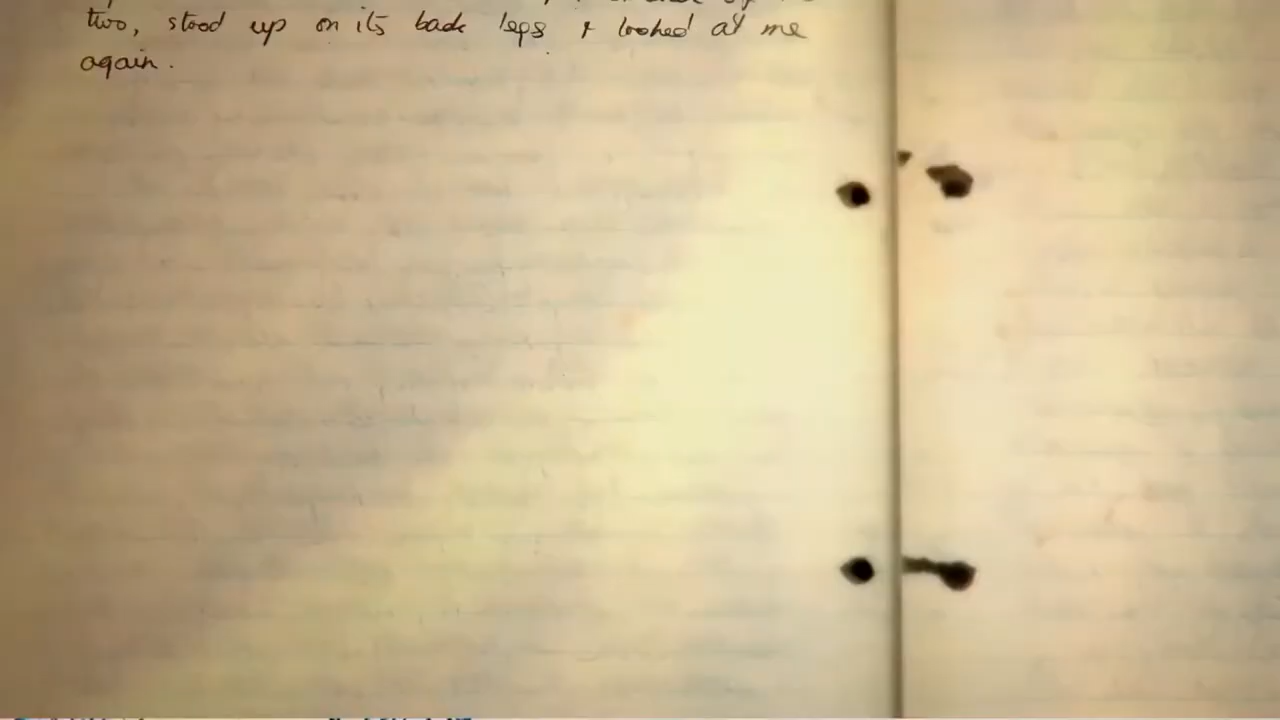 two, stood up on its back legs & looked at me
again.